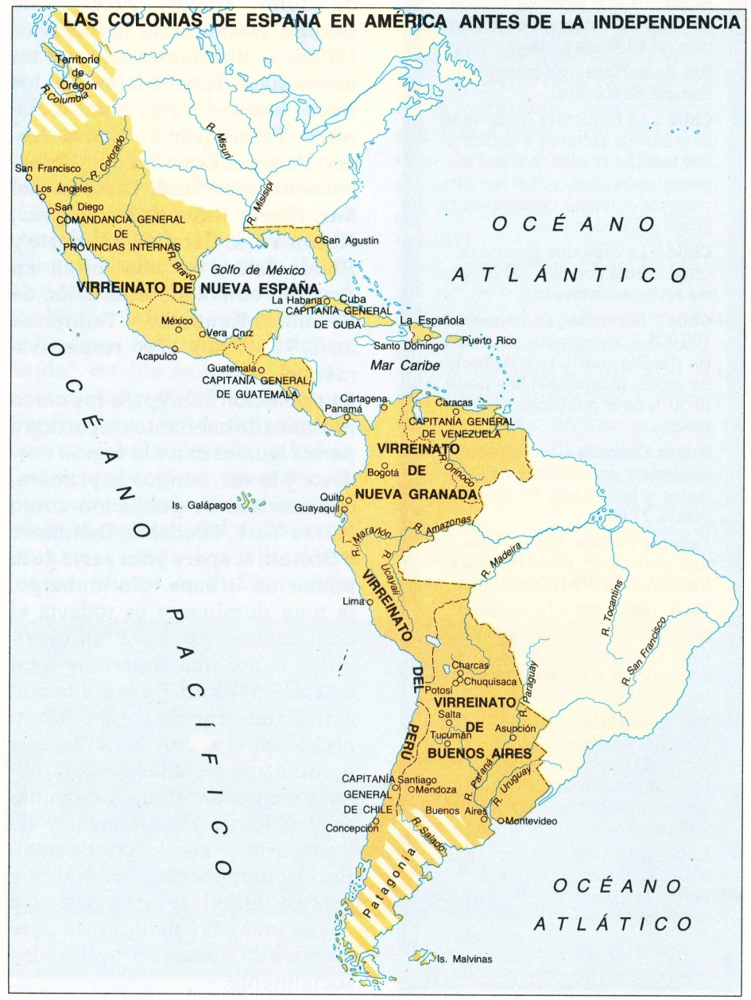 LAS COLONIAS DE ESPAÑA EN AMÉRICA ANTES DE LA INDEPENDENCIA
Territorio
de
Oregón
R. Columbia
R. Misuri
R. Colorado
San Francisco
Los Ángeles
San Diego
R. Misisipí
COMANDANCIA GENERAL
DE
PROVINCIAS INTERNAS
San Agustín
OCÉANO
ATLÁNTICO
R. Bravo
Golfo de México
VIRREINATO DE NUEVA ESPAÑA
La Habana
Cuba
CAPITANÍA GENERAL
DE CUBA
México
Vera Cruz
Acapulco
La Española
Santo Domingo
Puerto Rico
Mar Caribe
Guatemala
CAPITANÍA GENERAL
DE GUATEMALA
Cartagena
Panamá
Caracas
CAPITANÍA GENERAL
DE VENEZUELA
OCÉANO PACÍFICO
VIRREINATO
DE
NUEVA GRANADA
R. Orinoco
Bogotá
Quito
Guayaquil
Is. Galápagos
R. Marañón
R. Amazonas
R. Ucayali
R. Madeira
Lima
VIRREINATO DEL PERÚ
R. Tocantins
R. San Francisco
Charcas
Chuquisaca
Potosí
R. Paraguay
VIRREINATO
DE
BUENOS AIRES
Salta
Tucumán
Asunción
R. Paraná
R. Uruguay
CAPITANÍA
GENERAL
DE CHILE
Santiago
Mendoza
Concepción
Buenos Aires
Montevideo
R. Salado
Patagonia
OCÉANO
ATLÁTICO
Is. Malvinas